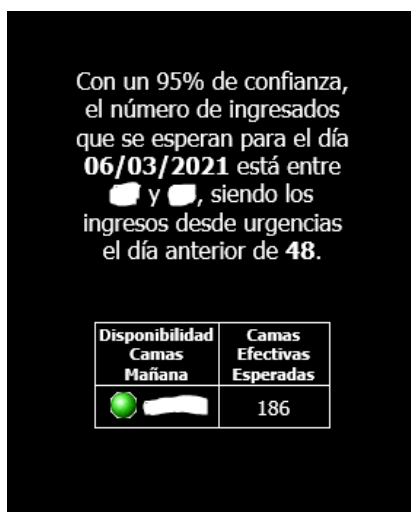 Con un 95% de confianza,
el número de ingresados
que se esperan para el día
06/03/2021 está entre
y , siendo los
ingresos desde urgencias
el día anterior de 48.
Disponibilidad
Camas
Mañana
Camas
Efectivas
Esperadas
186